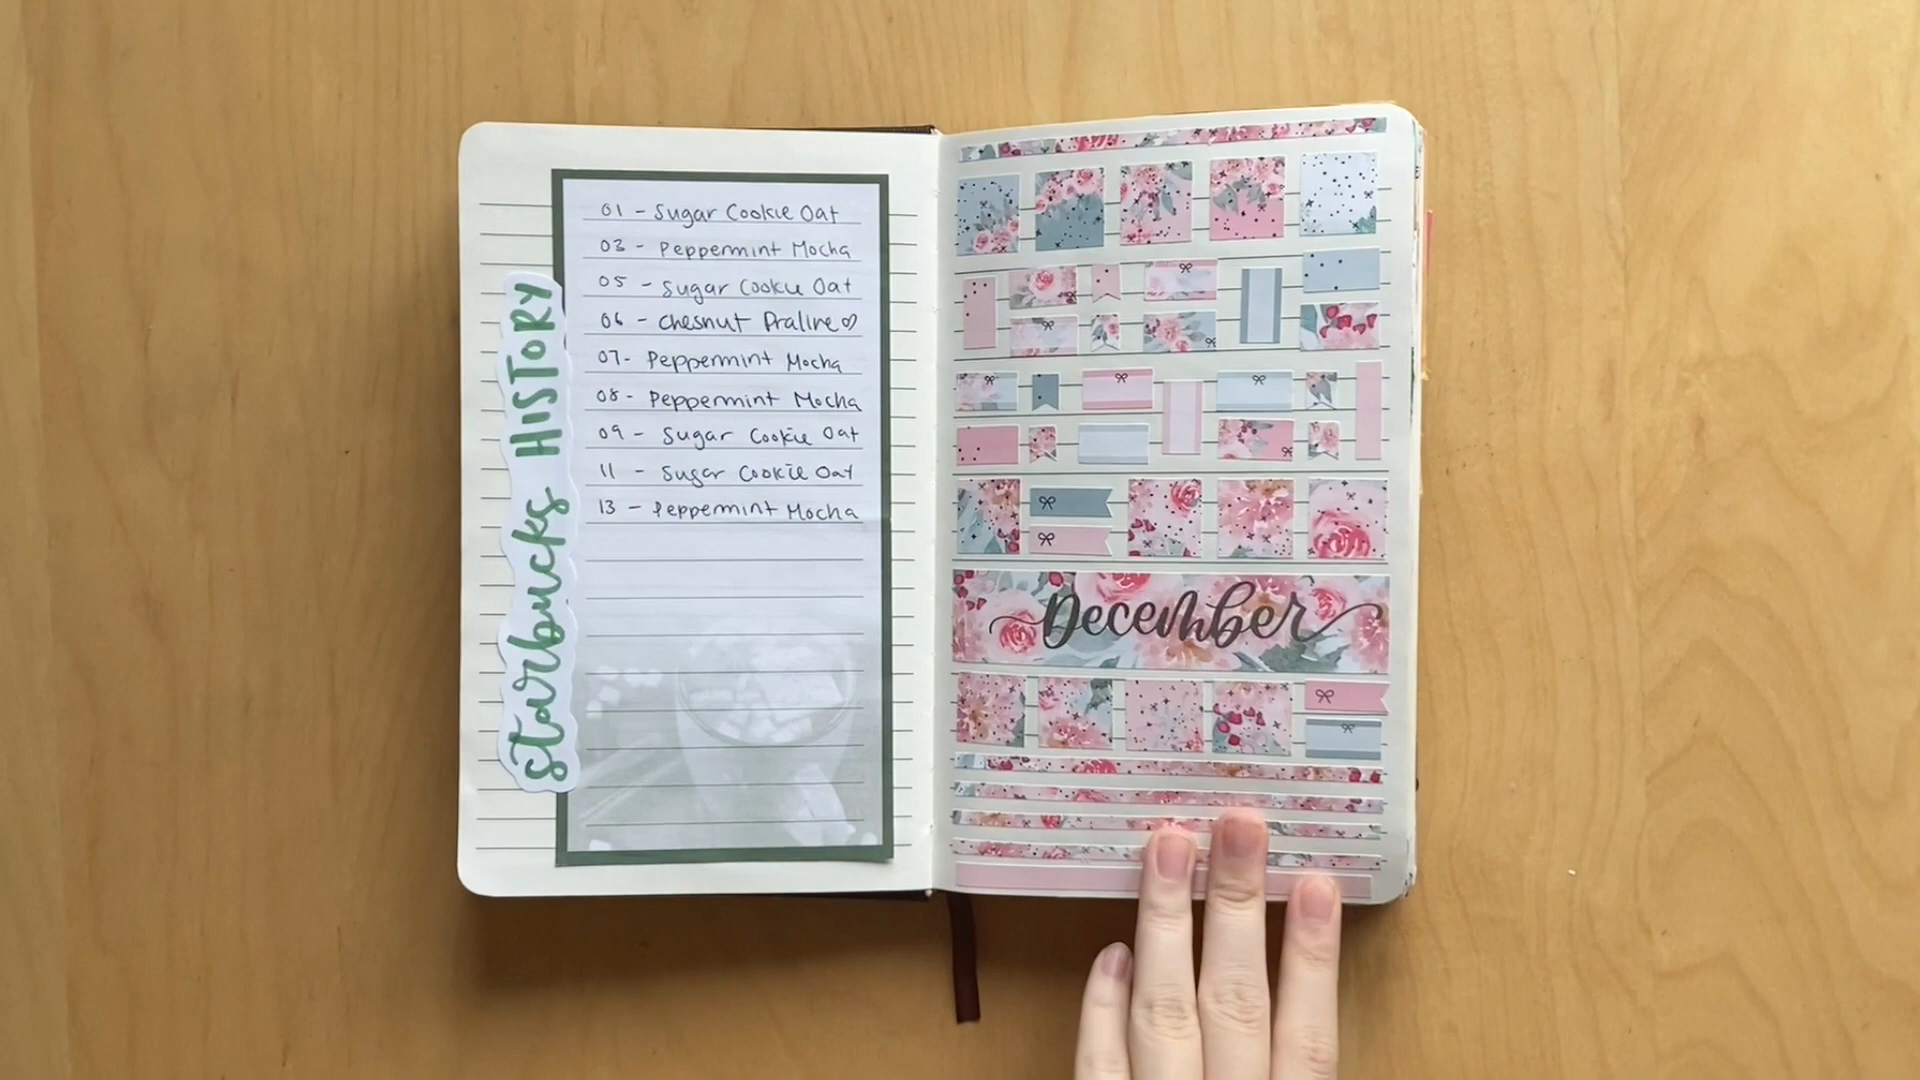 starbucks HISTORY
01 - Sugar Cookie Oat
03 - Peppermint Mocha
05 - Sugar Cookie Oat
06 - Chesnut Praline♡
07 - Peppermint Mocha
08 - Peppermint Mocha
09 - Sugar Cookie Oat
11 - Sugar Cookie Oat
13 - Peppermint Mocha
December